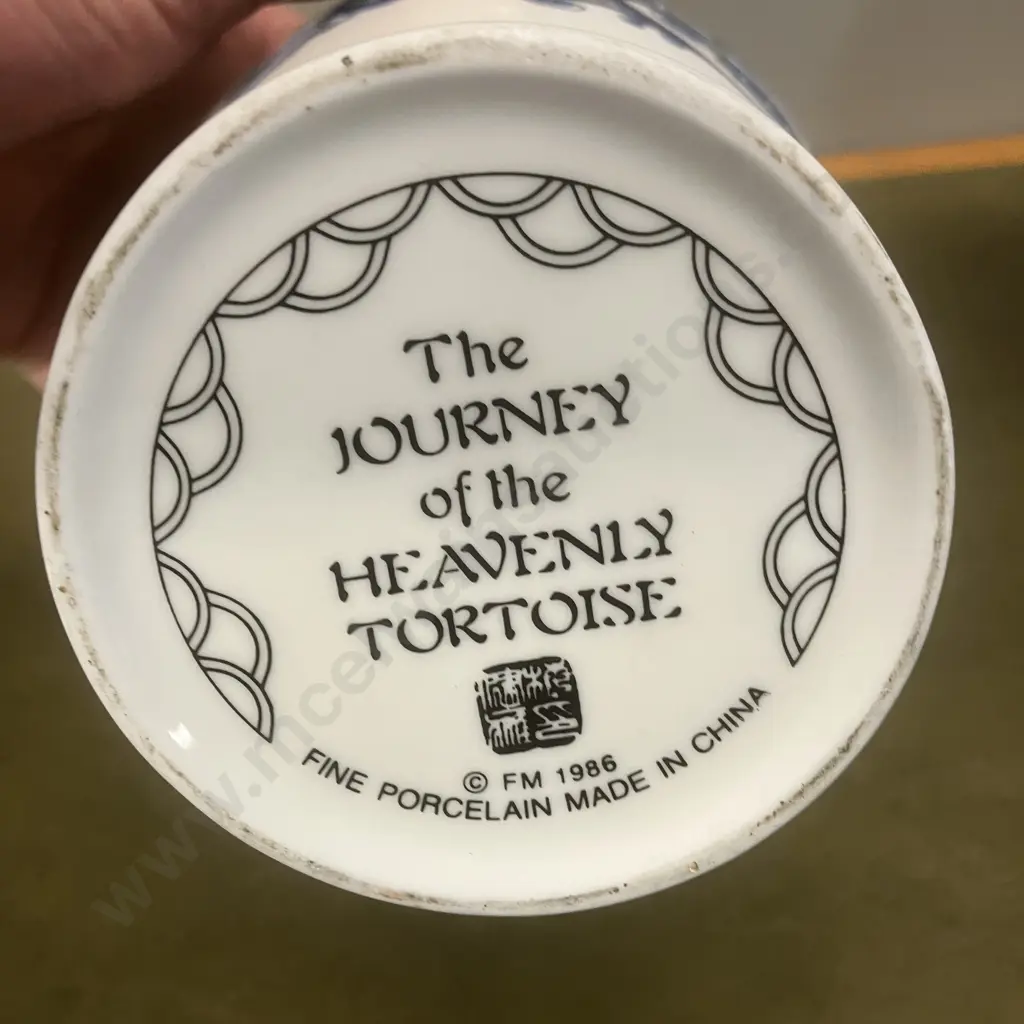 The
JOURNEY
of the
HEAVENLY
TORTOISE
© FM 1986
FINE PORCELAIN MADE IN CHINA